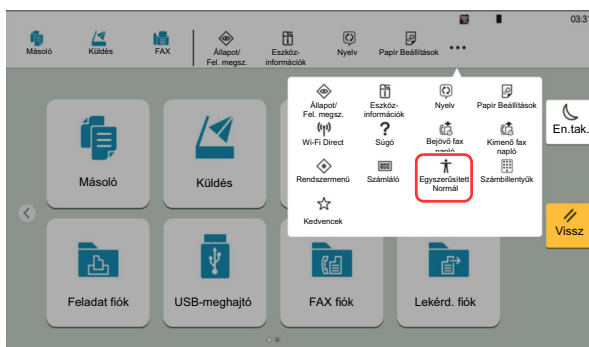 03:31
Másoló
Küldés
FAX
Állapot/
Fel. megsz.
Eszköz-
információk
Nyelv
Papír Beállítások
Állapot/
Fel. megsz.
Eszköz-
információk
Nyelv
Papír Beállítások
Wi-Fi Direct
Súgó
Bejövő fax
napló
Kimenő fax
napló
Rendszermenü
Számláló
Egyszerűsített
Normál
Számbillentyűk
Kedvencek
En.tak.
Vissz
Másoló
Küldés
Feladat fiók
USB-meghajtó
FAX fiók
Lekérd. fiók